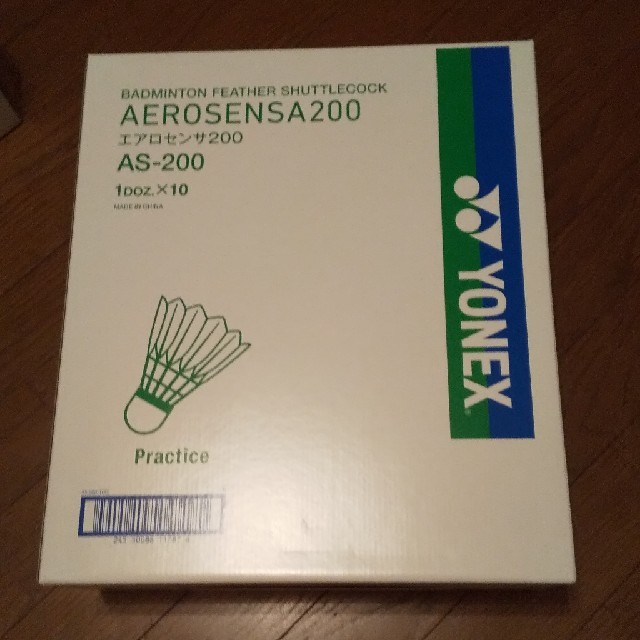 BADMINTON FEATHER SHUTTLECOCK
AEROSENSA200
エアロセンサ200
AS-200
1DOZ.×10
MADE IN CHINA
YONEX
Practice